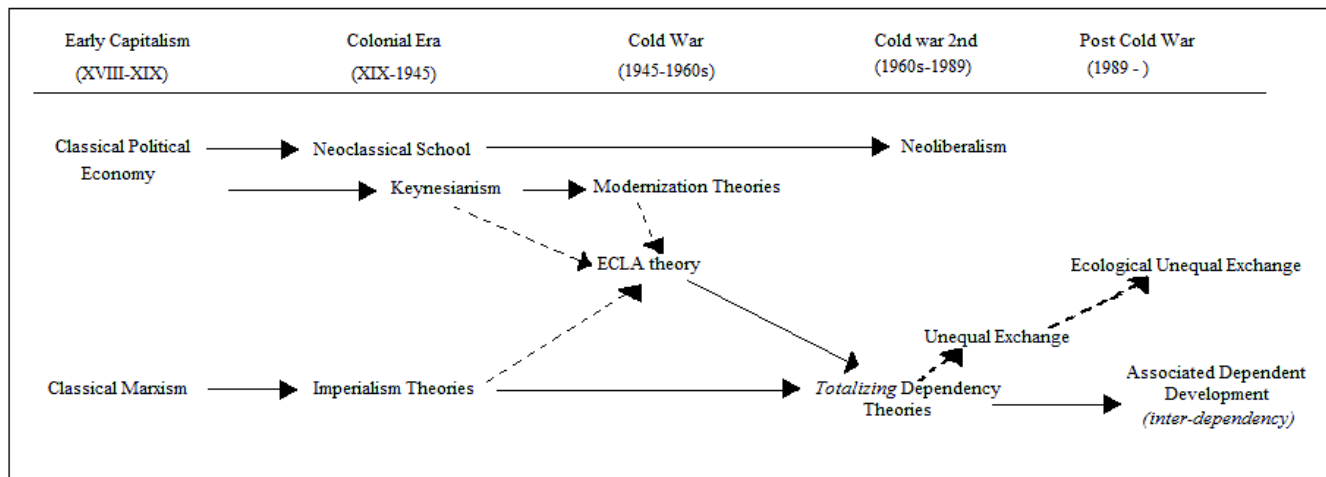 Early Capitalism
(XVIII-XIX)
Colonial Era
(XIX-1945)
Cold War
(1945-1960s)
Cold war 2nd
(1960s-1989)
Post Cold War
(1989 - )
Classical Political
Economy
Neoclassical School
Neoliberalism
Keynesianism
Modernization Theories
ECLA theory
Ecological Unequal Exchange
Unequal Exchange
Classical Marxism
Imperialism Theories
Totalizing Dependency
Theories
Associated Dependent
Development
(inter-dependency)